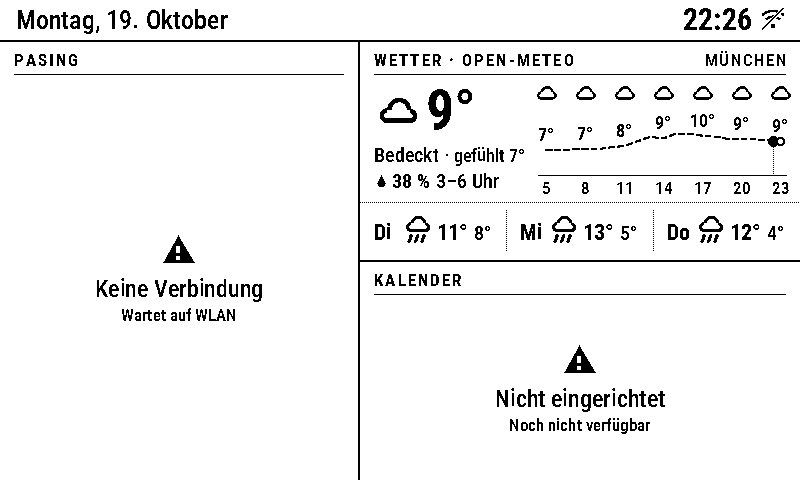 Montag, 19. Oktober
22:26
PASING
Keine Verbindung
Wartet auf WLAN
WETTER · OPEN-METEO
MÜNCHEN
9°
Bedeckt · gefühlt 7°
38 % 3–6 Uhr
7° 7° 8° 9° 10° 9° 9°
5 8 11 14 17 20 23
Di 11° 8°
Mi 13° 5°
Do 12° 4°
KALENDER
Nicht eingerichtet
Noch nicht verfügbar